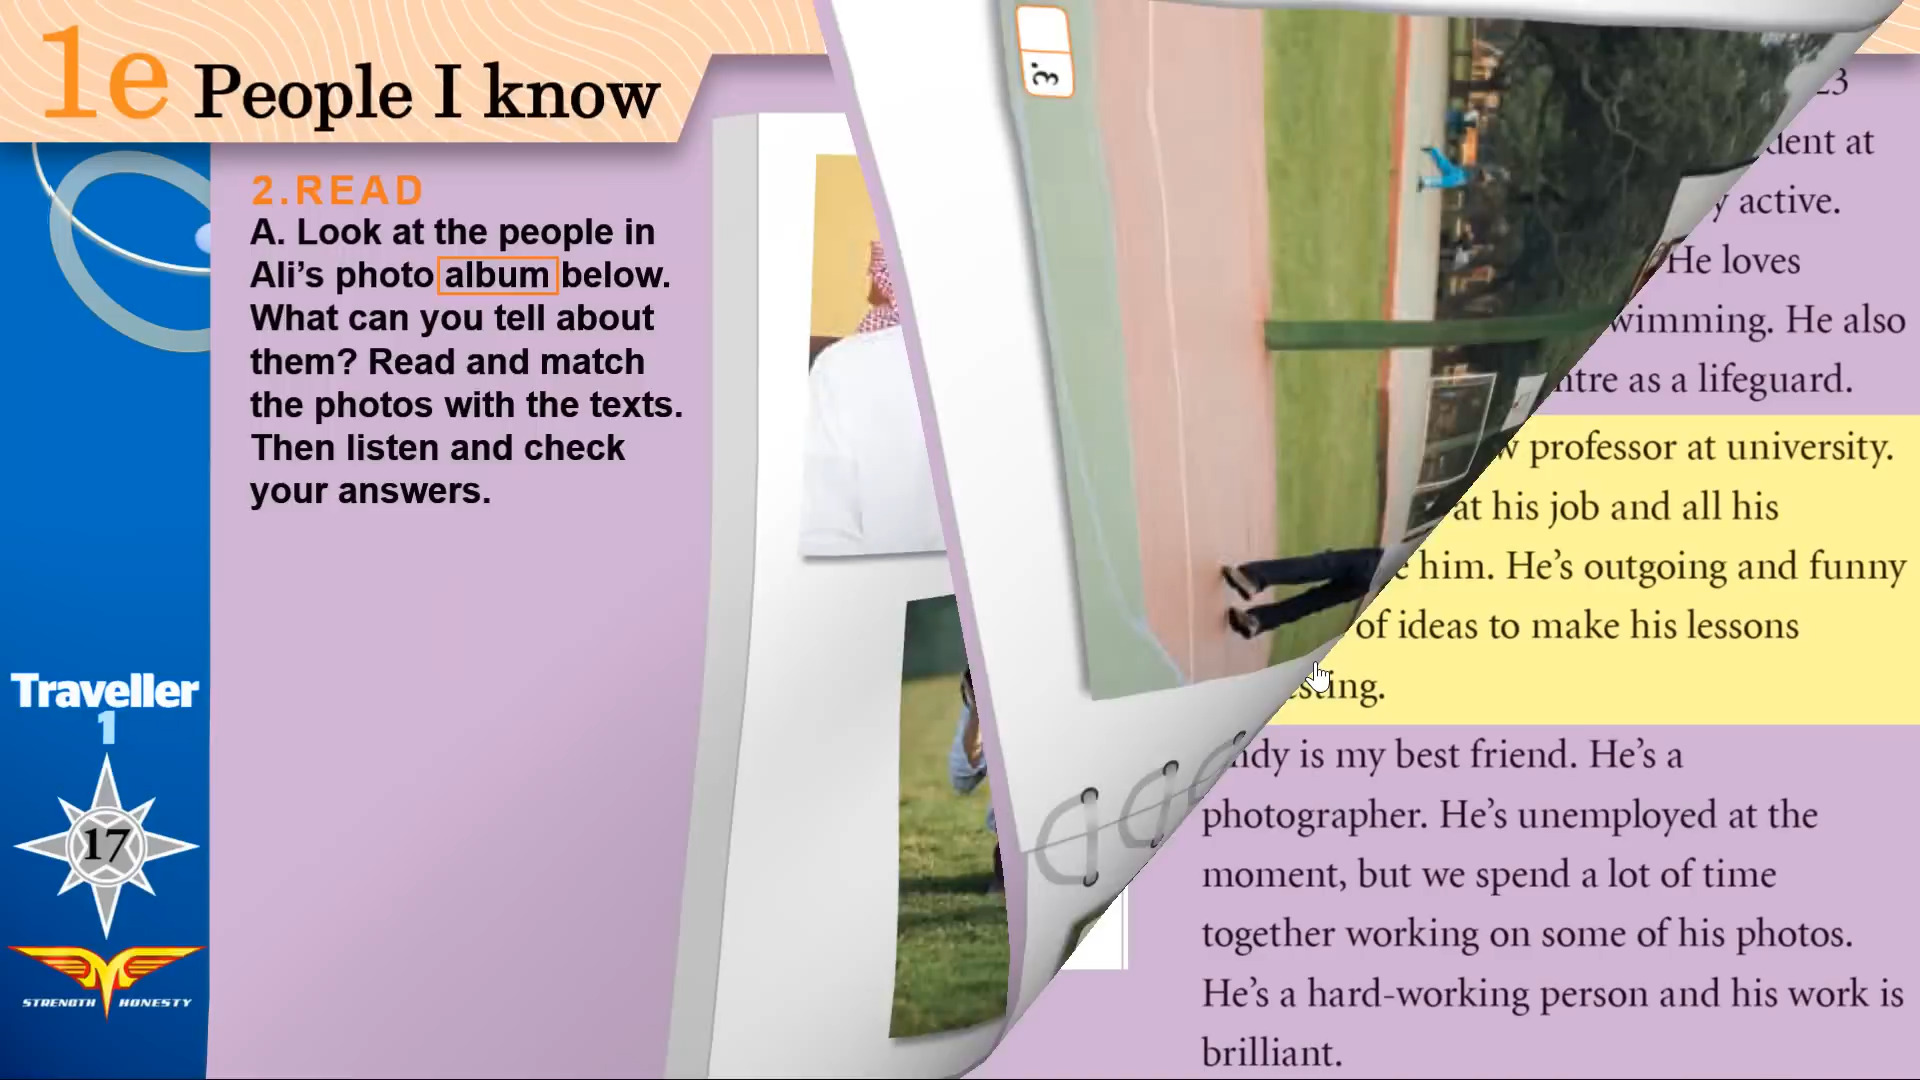 1e People I know
2.READ
A. Look at the people in
Ali's photo album below.
What can you tell about
them? Read and match
the photos with the texts.
Then listen and check
your answers.
Traveller
1
17
STRENGTH HONESTY
3
23
at
active.
He loves
He also
as a lifeguard.
professor at university.
at his job and all his
him. He's outgoing and funny
of ideas to make his lessons
is my best friend. He's a
photographer. He's unemployed at the
moment, but we spend a lot of time
together working on some of his photos.
He's a hard-working person and his work is
brilliant.